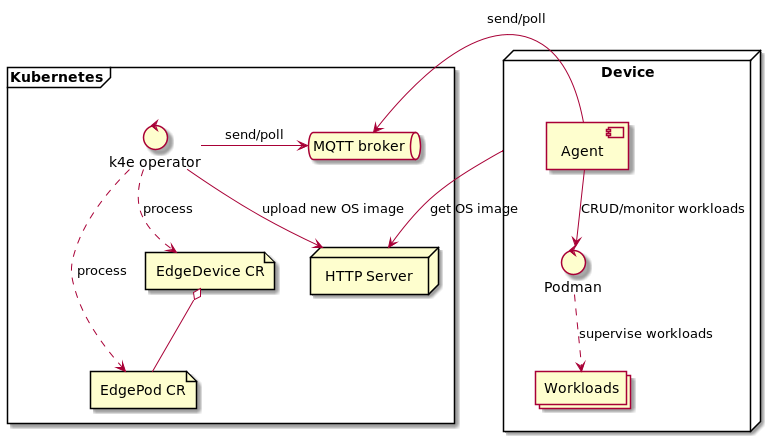 send/poll
Kubernetes
Device
send/poll
MQTT broker
Agent
k4e operator
process
upload new OS image
get OS image
CRUD/monitor workloads
process
EdgeDevice CR
HTTP Server
Podman
supervise workloads
EdgePod CR
Workloads